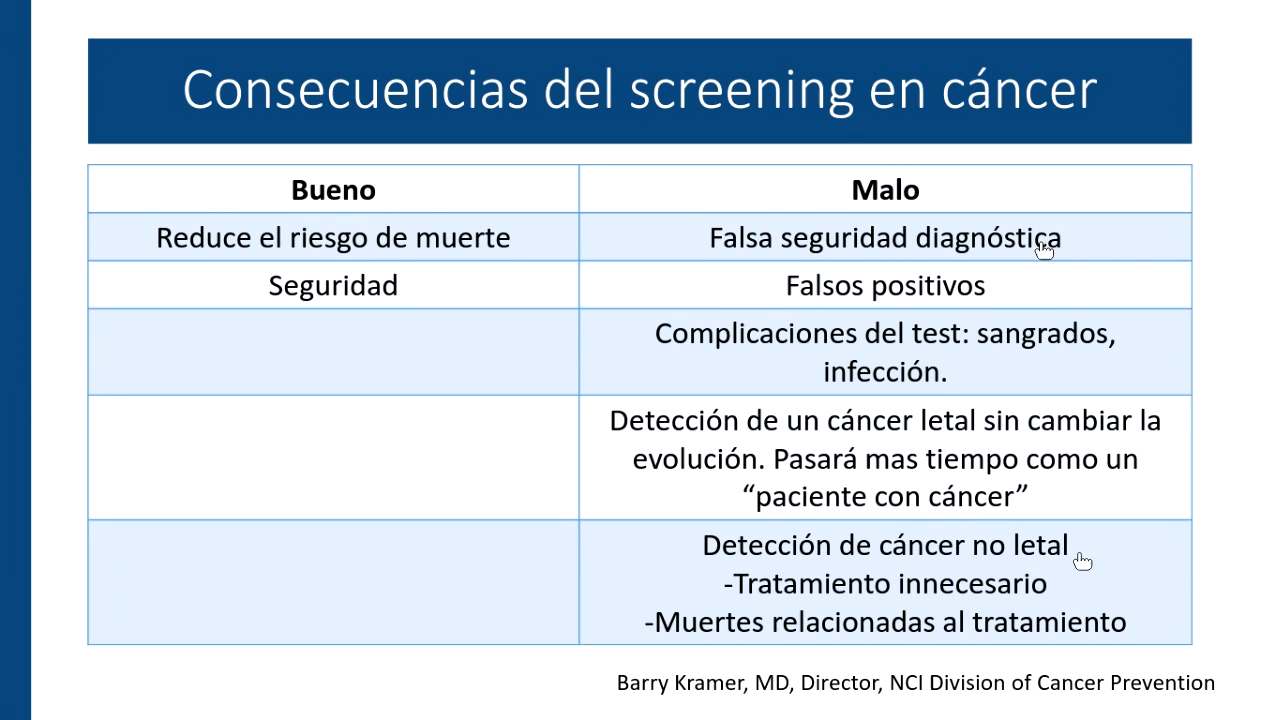 Consecuencias del screening en cáncer
Bueno
Malo
Reduce el riesgo de muerte
Falsa seguridad diagnóstica
Seguridad
Falsos positivos
Complicaciones del test: sangrados,
infección.
Detección de un cáncer letal sin cambiar la
evolución. Pasará mas tiempo como un
“paciente con cáncer”
Detección de cáncer no letal
-Tratamiento innecesario
-Muertes relacionadas al tratamiento
Barry Kramer, MD, Director, NCI Division of Cancer Prevention